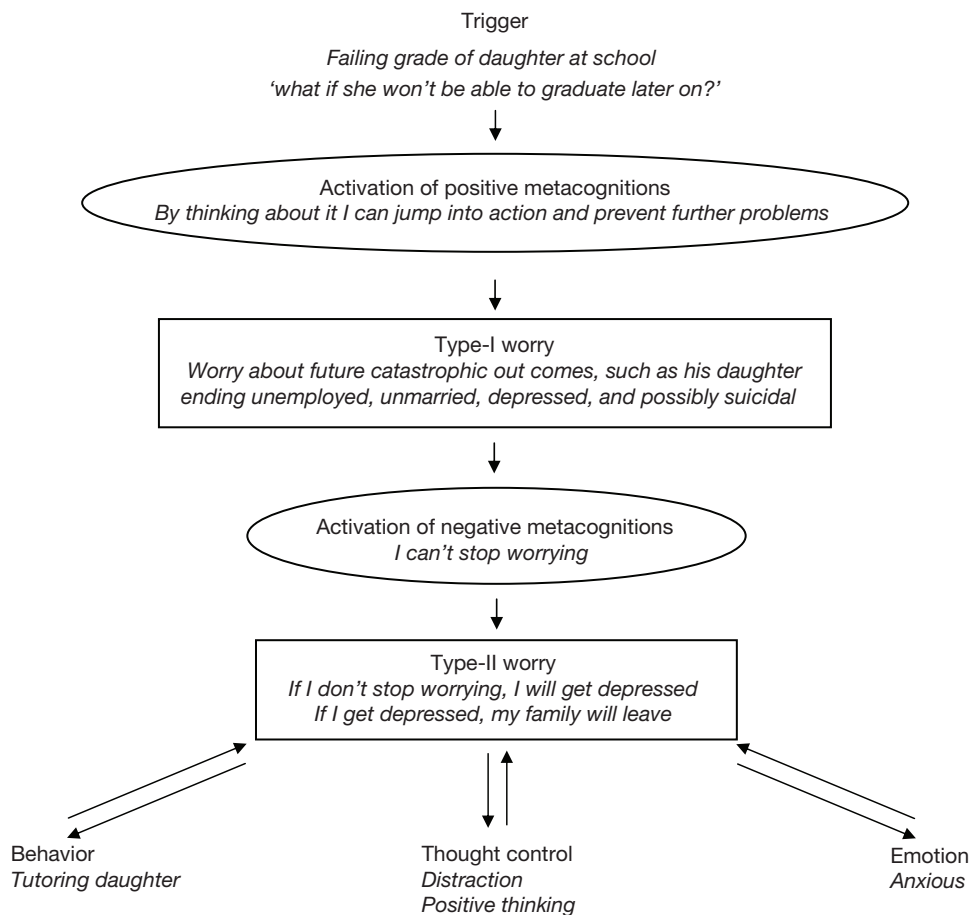 Trigger
Failing grade of daughter at school
‘what if she won’t be able to graduate later on?’
Activation of positive metacognitions
By thinking about it I can jump into action and prevent further problems
Type-I worry
Worry about future catastrophic out comes, such as his daughter
ending unemployed, unmarried, depressed, and possibly suicidal
Activation of negative metacognitions
I can’t stop worrying
Type-II worry
If I don’t stop worrying, I will get depressed
If I get depressed, my family will leave
Behavior
Tutoring daughter
Thought control
Distraction
Positive thinking
Emotion
Anxious